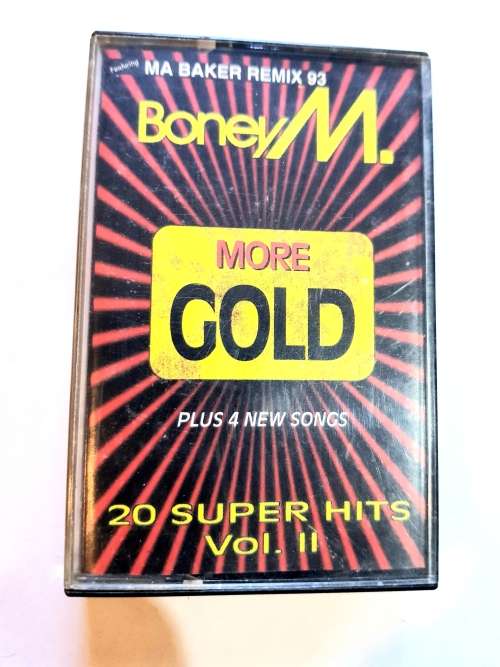 Featuring MA BAKER REMIX 93
Boney M.
MORE
GOLD
PLUS 4 NEW SONGS
20 SUPER HITS
Vol. II